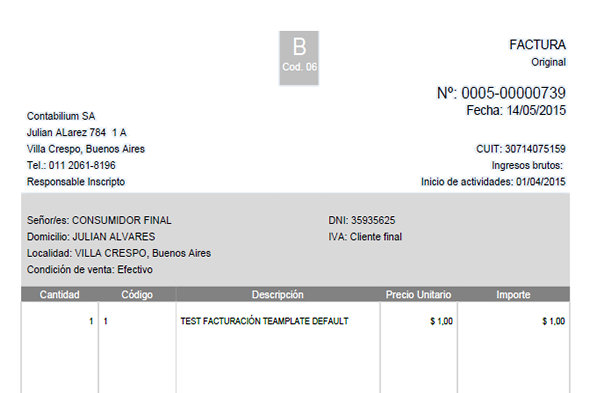 B
Cod. 06
FACTURA
Original
Nº: 0005-00000739
Fecha: 14/05/2015
Contabilium SA
Julian ALarez 784 1 A
Villa Crespo, Buenos Aires
Tel.: 011 2061-8196
Responsable Inscripto
CUIT: 30714075159
Ingresos brutos:
Inicio de actividades: 01/04/2015
Señor/es: CONSUMIDOR FINAL
Domicilio: JULIAN ALVARES
Localidad: VILLA CRESPO, Buenos Aires
Condición de venta: Efectivo
DNI: 35935625
IVA: Cliente final
Cantidad Código Descripción Precio Unitario Importe
1 1 TEST FACTURACIÓN TEAMPLATE DEFAULT $ 1,00 $ 1,00